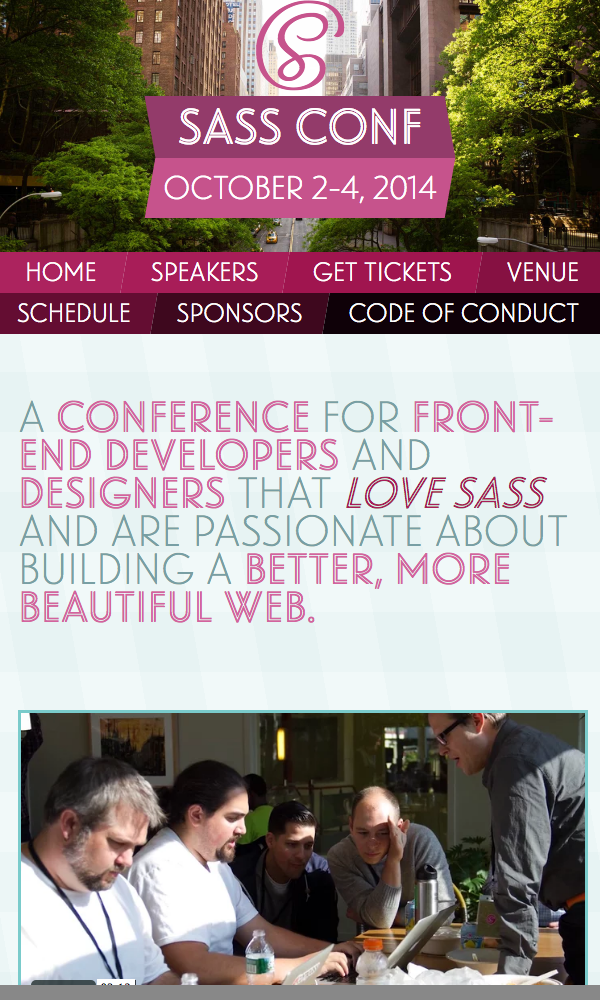 SASS CONF
OCTOBER 2-4, 2014
HOME SPEAKERS GET TICKETS VENUE
SCHEDULE SPONSORS CODE OF CONDUCT
A CONFERENCE FOR FRONT-
END DEVELOPERS AND
DESIGNERS THAT LOVE SASS
AND ARE PASSIONATE ABOUT
BUILDING A BETTER, MORE
BEAUTIFUL WEB.